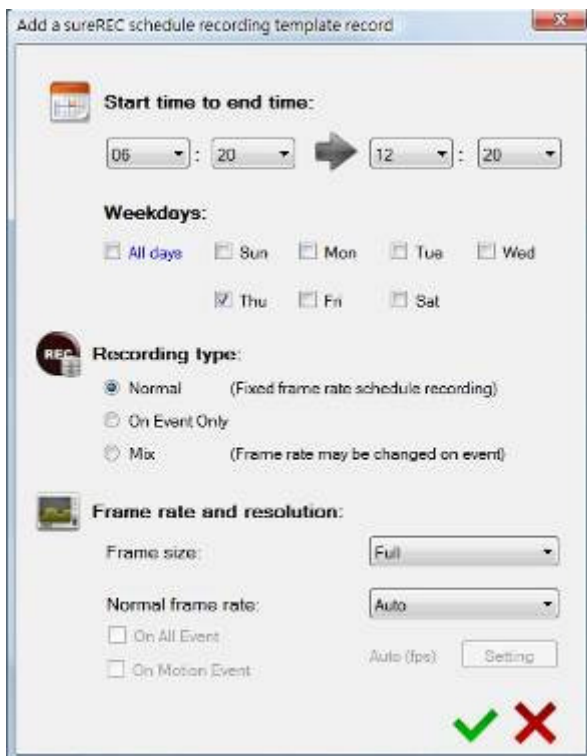 Add a sureREC schedule recording template record
Start time to end time:
06 : 20 12 : 20
Weekdays:
All days Sun Mon Tue Wed
Thu Fri Sat
REC Recording type:
Normal (Fixed frame rate schedule recording)
On Event Only
Mix (Frame rate may be changed on event)
Frame rate and resolution:
Frame size: Full
Normal frame rate: Auto
On All Event
Auto (fps) Setting
On Motion Event